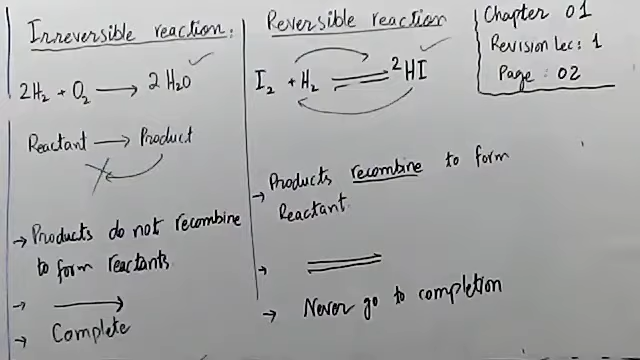 Irreversible reaction:
2H₂ + O₂ → 2H₂O
Reactant → Product
→ Products do not recombine
to form reactants
→ ⟶
→ Complete
Reversible reaction
I₂ + H₂ ⇌ 2HI
→ Products recombine to form
Reactant
→ ⇌
→ Never go to completion
Chapter 01
Revision Lec: 1
Page: 02